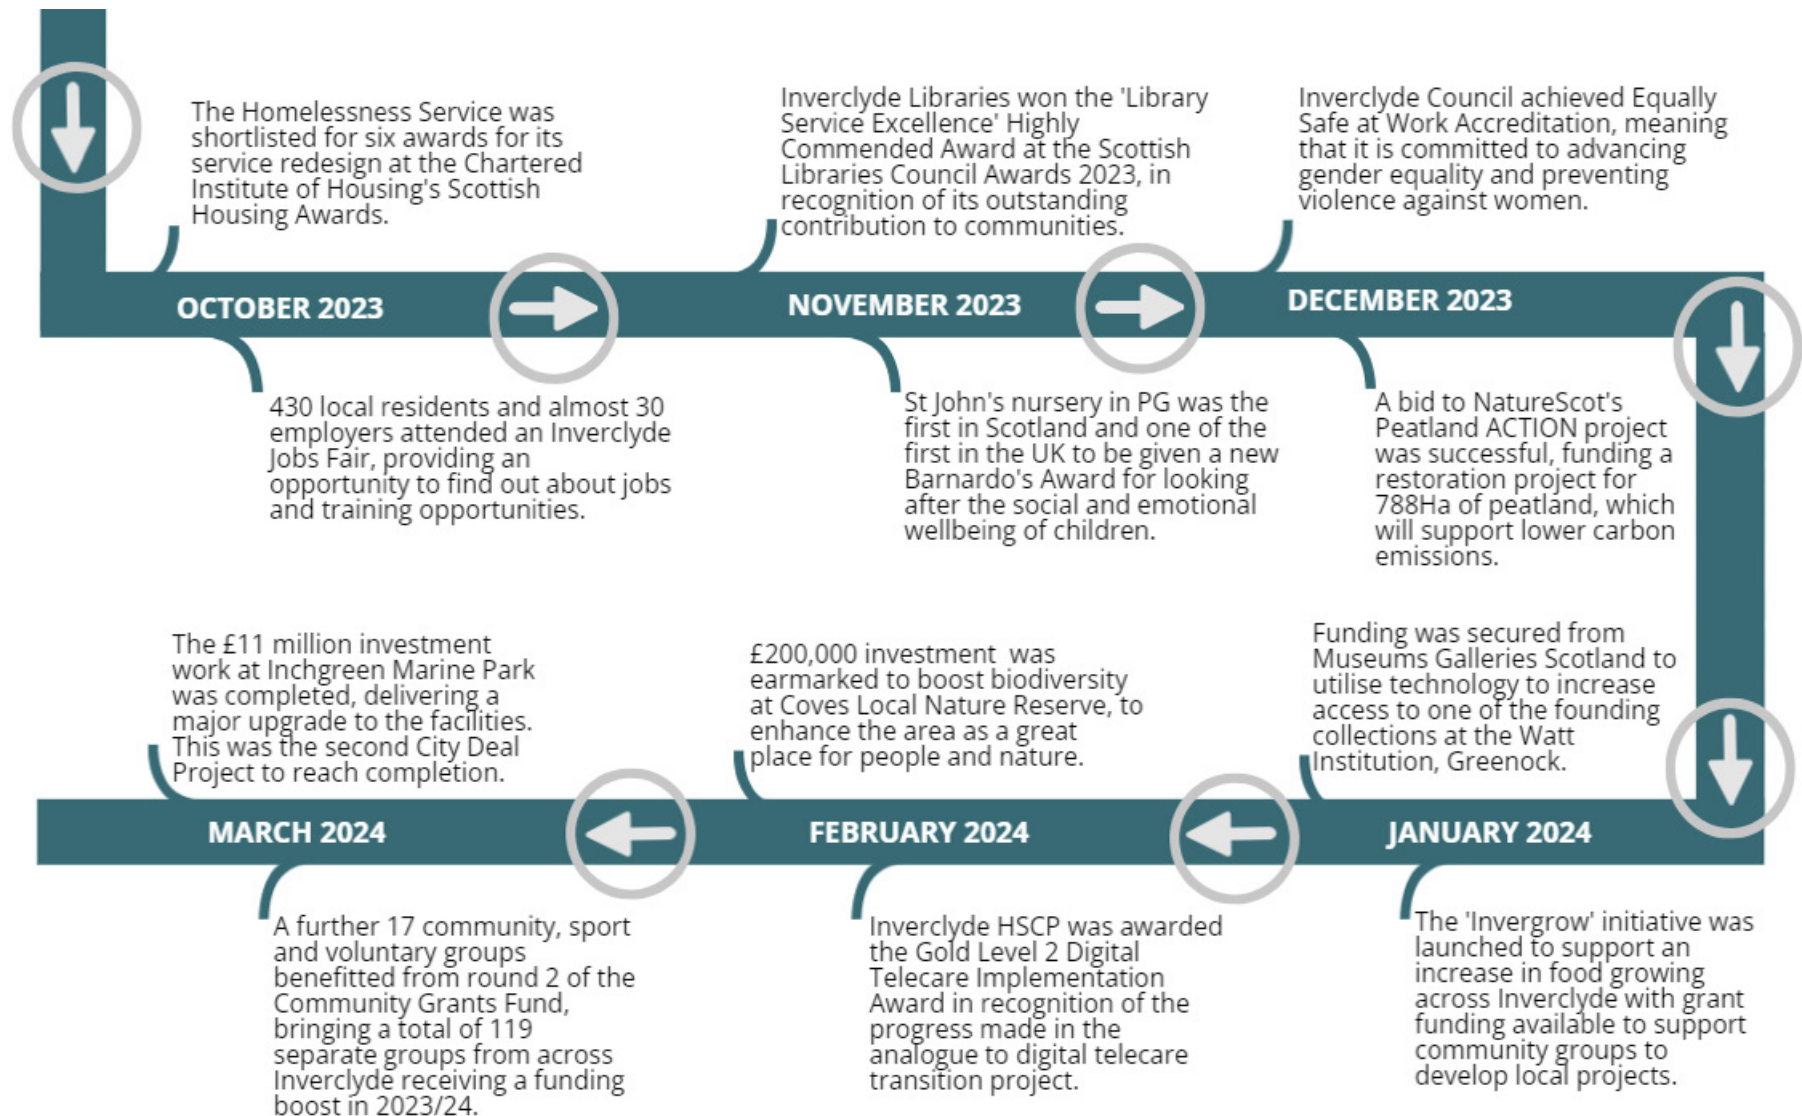 The Homelessness Service was
shortlisted for six awards for its
service redesign at the Chartered
Institute of Housing's Scottish
Housing Awards.
OCTOBER 2023
430 local residents and almost 30
employers attended an Inverclyde
Jobs Fair, providing an
opportunity to find out about jobs
and training opportunities.
Inverclyde Libraries won the 'Library
Service Excellence' Highly
Commended Award at the Scottish
Libraries Council Awards 2023, in
recognition of its outstanding
contribution to communities.
NOVEMBER 2023
St John's nursery in PG was the
first in Scotland and one of the
first in the UK to be given a new
Barnardo's Award for looking
after the social and emotional
wellbeing of children.
Inverclyde Council achieved Equally
Safe at Work Accreditation, meaning
that it is committed to advancing
gender equality and preventing
violence against women.
DECEMBER 2023
A bid to NatureScot's
Peatland ACTION project
was successful, funding a
restoration project for
788Ha of peatland, which
will support lower carbon
emissions.
Funding was secured from
Museums Galleries Scotland to
utilise technology to increase
access to one of the founding
collections at the Watt
Institution, Greenock.
JANUARY 2024
The 'Invergrow' initiative was
launched to support an
increase in food growing
across Inverclyde with grant
funding available to support
community groups to
develop local projects.
£200,000 investment  was
earmarked to boost biodiversity
at Coves Local Nature Reserve, to
enhance the area as a great
place for people and nature.
FEBRUARY 2024
Inverclyde HSCP was awarded
the Gold Level 2 Digital
Telecare Implementation
Award in recognition of the
progress made in the
analogue to digital telecare
transition project.
The £11 million investment
work at Inchgreen Marine Park
was completed, delivering a
major upgrade to the facilities.
This was the second City Deal
Project to reach completion.
MARCH 2024
A further 17 community, sport
and voluntary groups
benefitted from round 2 of the
Community Grants Fund,
bringing a total of 119
separate groups from across
Inverclyde receiving a funding
boost in 2023/24.